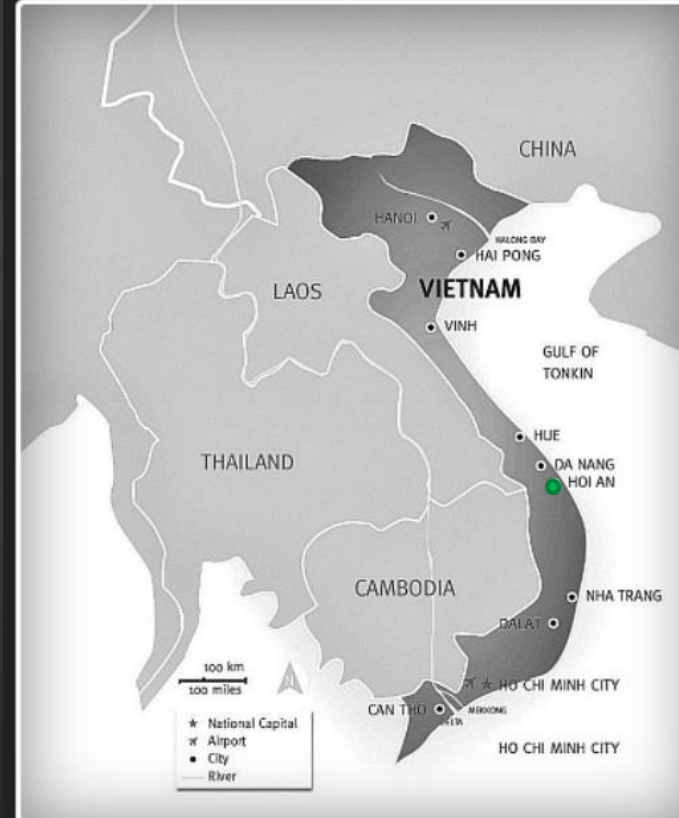 CHINA
HANOI
HALONG BAY
HAI PONG
LAOS
VIETNAM
VINH
GULF OF
TONKIN
HUE
THAILAND
DA NANG
HOI AN
CAMBODIA
NHA TRANG
DALAT
100 km
100 miles
N
HO CHI MINH CITY
CAN THO
MEKKONG
DELTA
National Capital
Airport
City
River
HO CHI MINH CITY